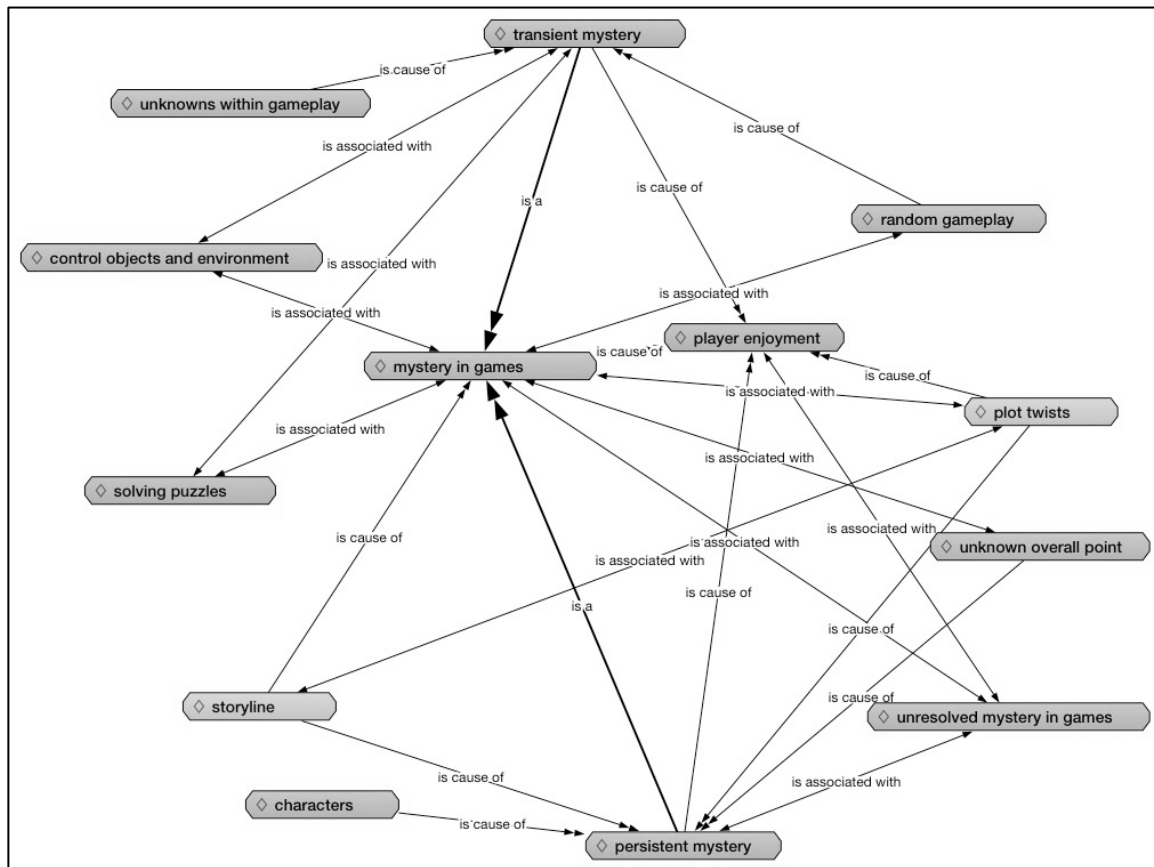 transient mystery
is cause of
unknowns within gameplay
is cause of
is associated with
is cause of
is a
random gameplay
control objects and environment
is associated with
is associated with
is associated with
player enjoyment
is cause of
mystery in games
is cause of
is associated with
plot twists
is associated with
is associated with
solving puzzles
is associated with
is cause of
is associated with
unknown overall point
is associated with
is cause of
is a
is cause of
is cause of
storyline
unresolved mystery in games
is cause of
is associated with
characters
is cause of
persistent mystery